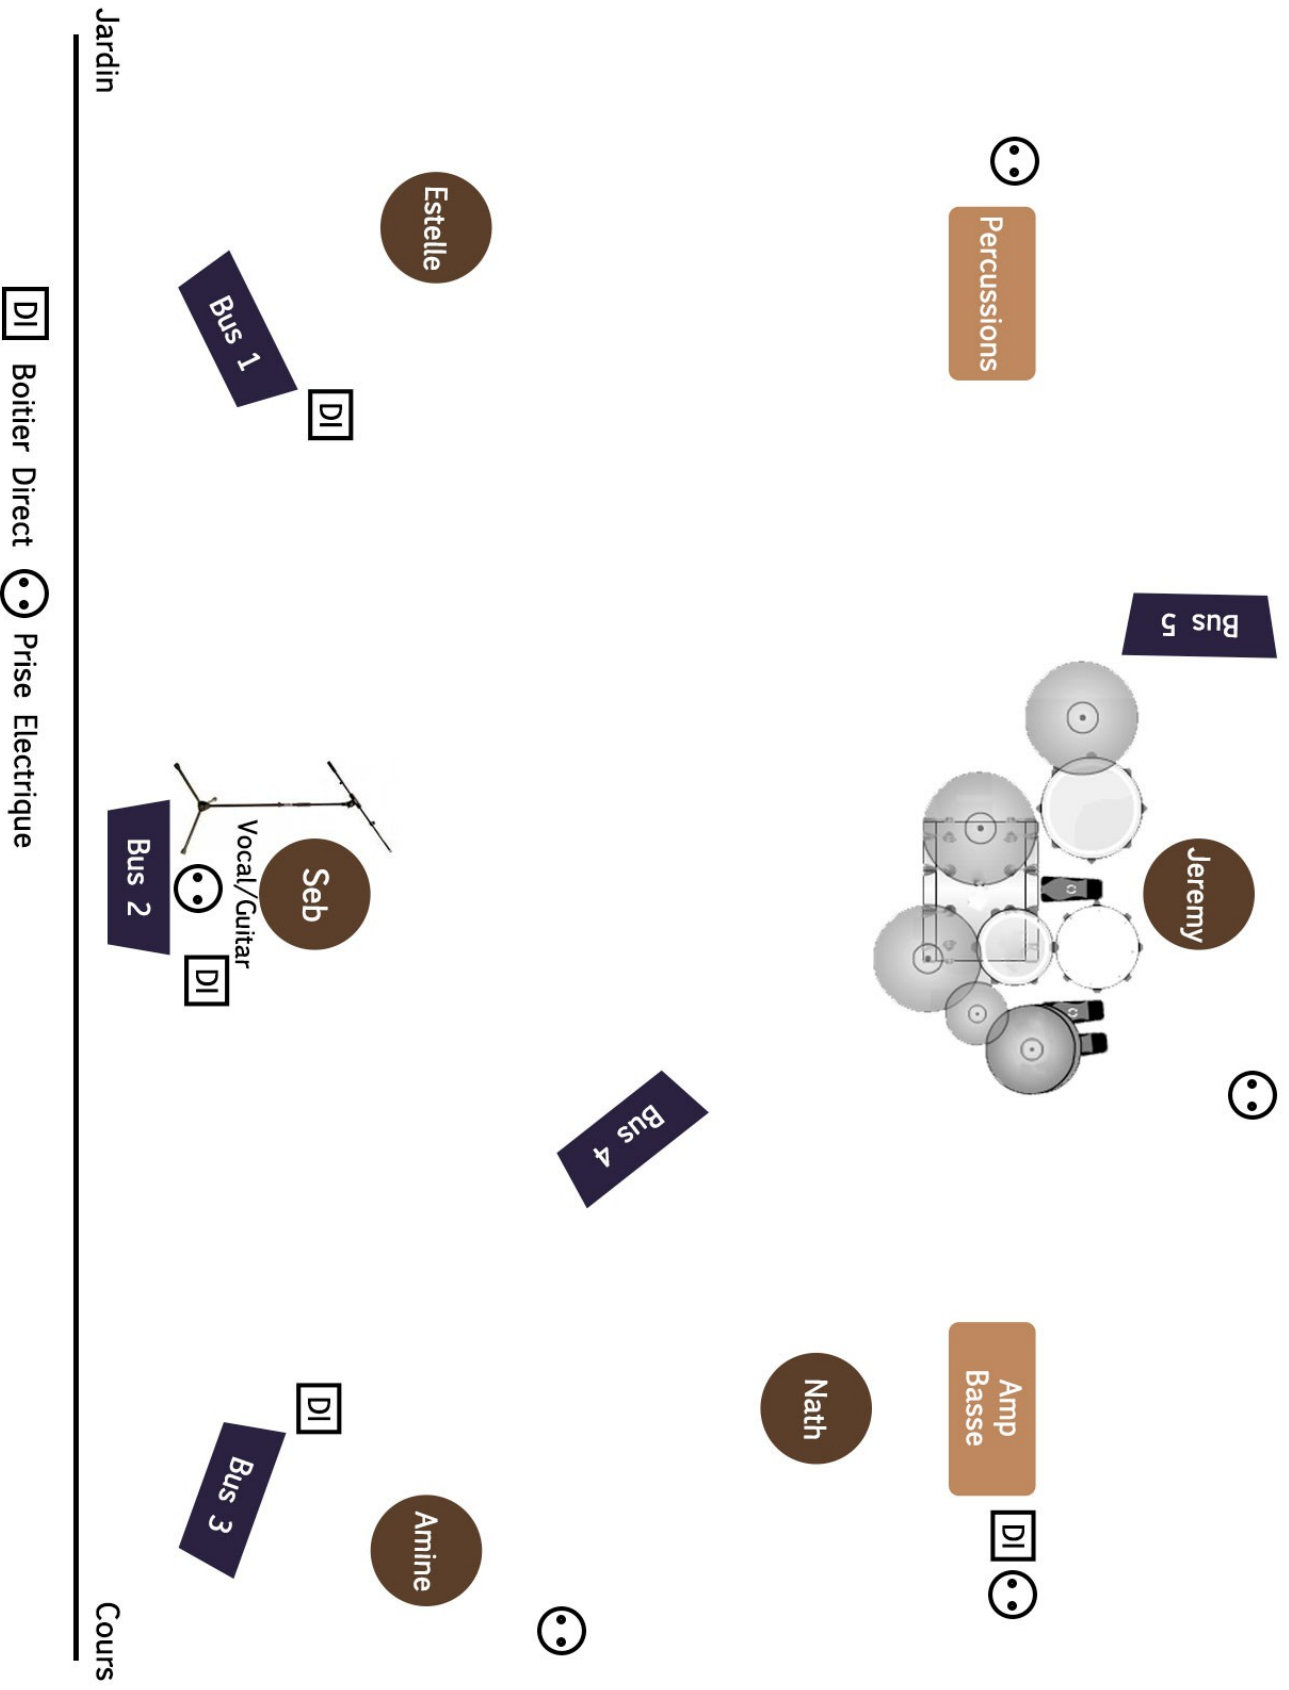 Bus 5
Jeremy
Percussions
Amp
Basse
DI
Nath
Bus 4
Estelle
Amine
DI
Seb
DI
Vocal/Guitar
Bus 1
DI
Bus 3
Bus 2
Jardin
Cours
DI Boitier Direct Prise Electrique